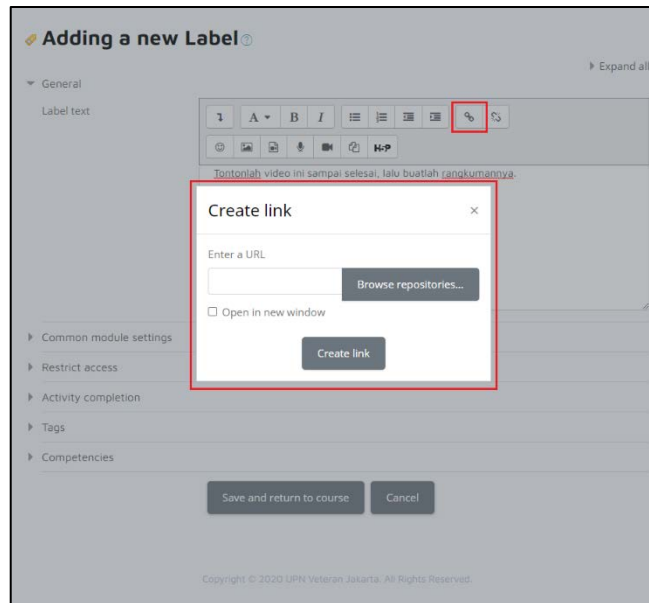 Adding a new Label
Expand all
General
Label text
A B I
H-P
Tontonlah video ini sampai selesai, lalu buatlah rangkumannya.
Create link ×
Enter a URL
Browse repositories...
Open in new window
Create link
Common module settings
Restrict access
Activity completion
Tags
Competencies
Save and return to course Cancel
Copyright © 2020 UPN Veteran Jakarta. All Rights Reserved.